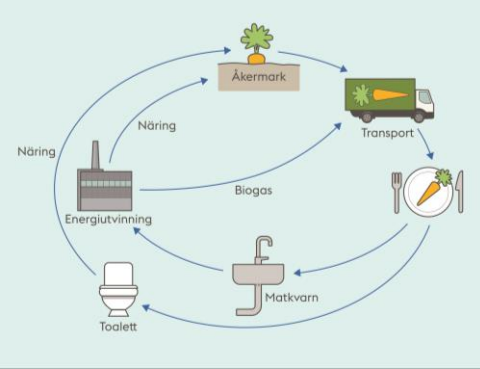 Åkermark
Transport
Näring
Näring
Biogas
Energiutvinning
Matkvarn
Toalett